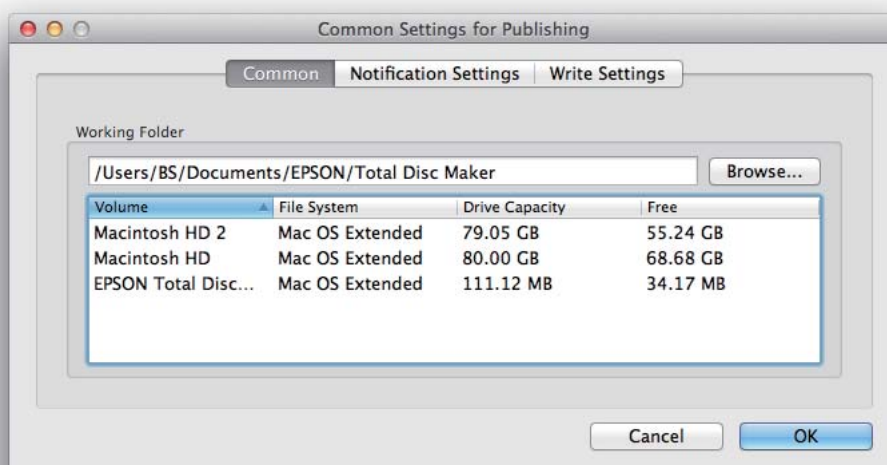 Common Settings for Publishing
Common Notification Settings Write Settings
Working Folder
/Users/BS/Documents/EPSON/Total Disc Maker Browse...
Volume File System Drive Capacity Free
Macintosh HD 2 Mac OS Extended 79.05 GB 55.24 GB
Macintosh HD Mac OS Extended 80.00 GB 68.68 GB
EPSON Total Disc... Mac OS Extended 111.12 MB 34.17 MB
Cancel OK